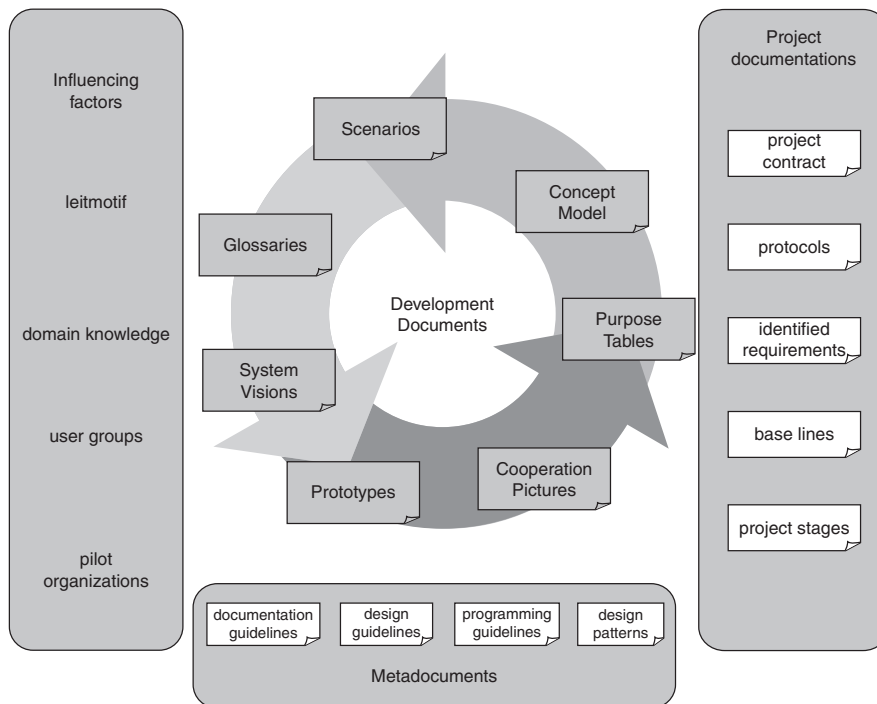 Influencing
factors
leitmotif
domain knowledge
user groups
pilot
organizations
Scenarios
Concept
Model
Glossaries
Development
Documents
Purpose
Tables
System
Visions
Prototypes
Cooperation
Pictures
Project
documentations
project
contract
protocols
identified
requirements
base lines
project stages
documentation
guidelines
design
guidelines
programming
guidelines
design
patterns
Metadocuments